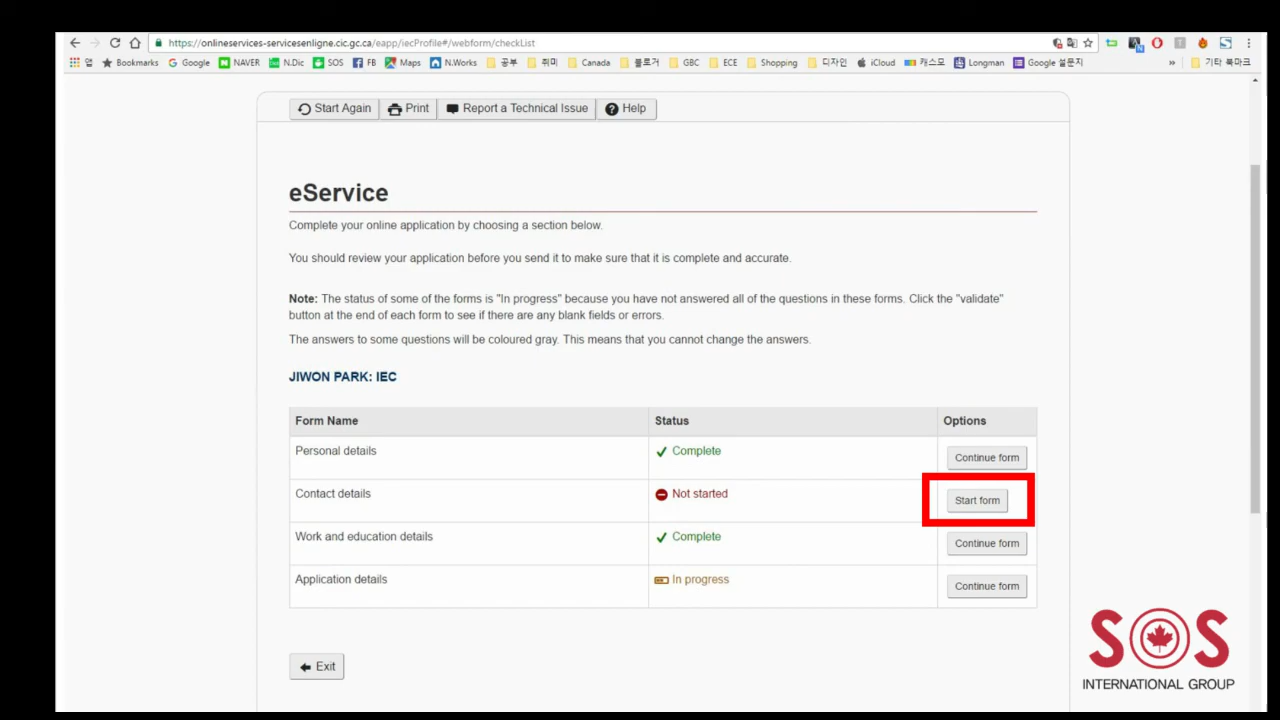 https://onlineservices-servicesenligne.cic.gc.ca/eapp/iecProfile#/webform/checkList
앱 Bookmarks Google NAVER N.Dic SOS FB Maps N.Works 공부 취미 Canada 블로거 GBC ECE Shopping 디자인 iCloud 캐스모 Longman Google 설문지 » 기타 북마크
Start Again Print Report a Technical Issue Help
eService
Complete your online application by choosing a section below.
You should review your application before you send it to make sure that it is complete and accurate.
Note: The status of some of the forms is "In progress" because you have not answered all of the questions in these forms. Click the "validate"
button at the end of each form to see if there are any blank fields or errors.
The answers to some questions will be coloured gray. This means that you cannot change the answers.
JIWON PARK: IEC
Form Name Status Options
Personal details Complete Continue form
Contact details Not started Start form
Work and education details Complete Continue form
Application details In progress Continue form
Exit
SOS
INTERNATIONAL GROUP